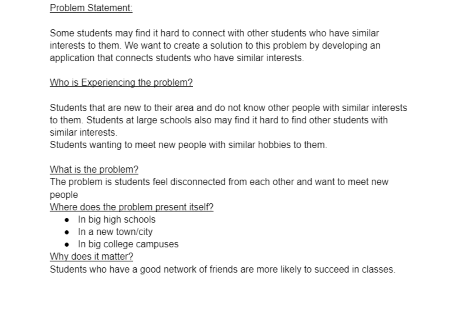 Problem Statement:
Some students may find it hard to connect with other students who have similar
interests to them. We want to create a solution to this problem by developing an
application that connects students who have similar interests.
Who is Experiencing the problem?
Students that are new to their area and do not know other people with similar interests
to them. Students at large schools also may find it hard to find other students with
similar interests.
Students wanting to meet new people with similar hobbies to them.
What is the problem?
The problem is students feel disconnected from each other and want to meet new
people
Where does the problem present itself?
● In big high schools
● In a new town/city
● In big college campuses
Why does it matter?
Students who have a good network of friends are more likely to succeed in classes.